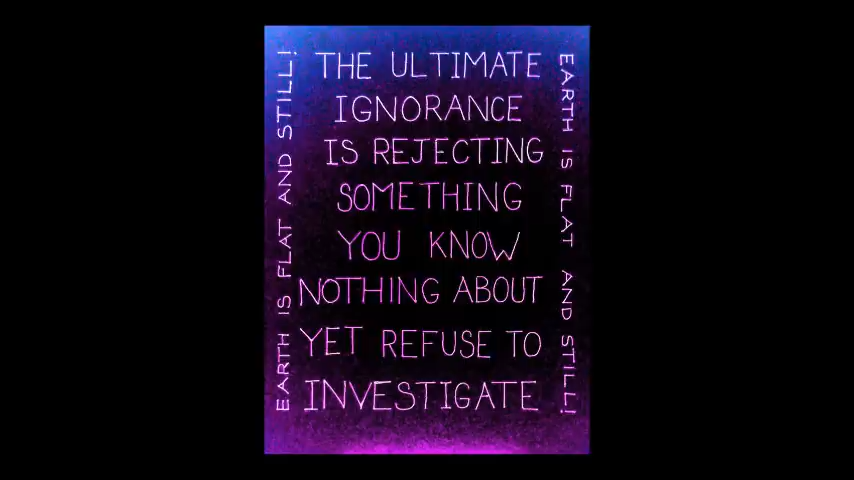 THE ULTIMATE
IGNORANCE
IS REJECTING
SOMETHING
YOU KNOW
NOTHING ABOUT
YET REFUSE TO
INVESTIGATE
EARTH IS FLAT AND STILL!
EARTH IS FLAT AND STILL!